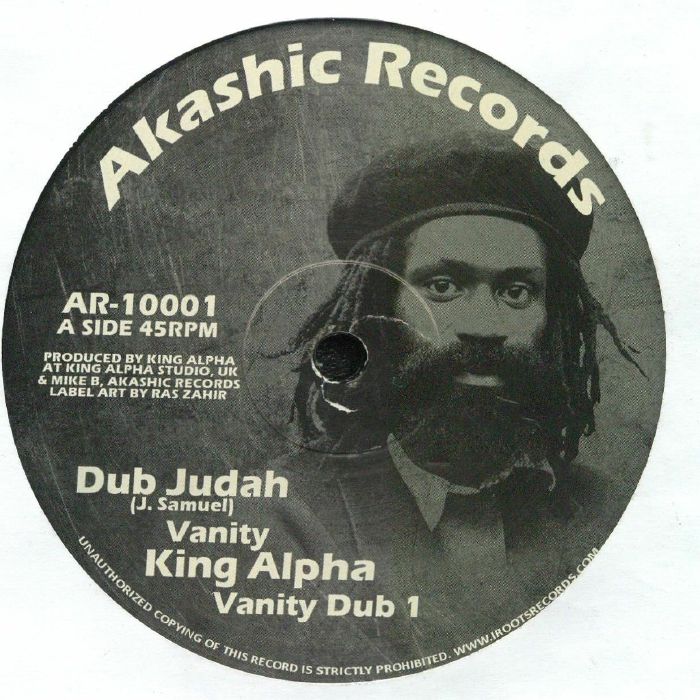 Akashic Records
AR-10001
A SIDE 45RPM
PRODUCED BY KING ALPHA
AT KING ALPHA STUDIO, UK
& MIKE B, AKASHIC RECORDS
LABEL ART BY RAS ZAHIR
Dub Judah
(J. Samuel)
Vanity
King Alpha
Vanity Dub 1
UNAUTHORIZED COPYING OF THIS RECORD IS STRICTLY PROHIBITED. WWW.IROOTSRECORDS.COM